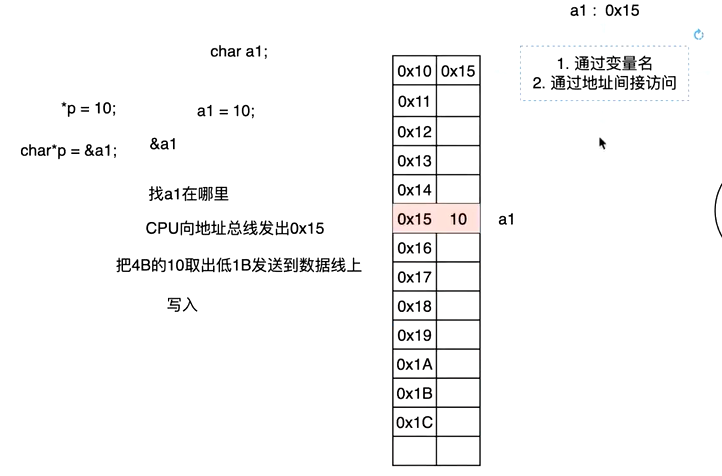 a1 : 0x15
char a1;
1. 通过变量名
2. 通过地址间接访问
*p = 10;
a1 = 10;
char*p = &a1;
&a1
找a1在哪里
CPU向地址总线发出0x15
把4B的10取出低1B发送到数据线上
写入
0x10 0x15
0x11
0x12
0x13
0x14
0x15 10 a1
0x16
0x17
0x18
0x19
0x1A
0x1B
0x1C